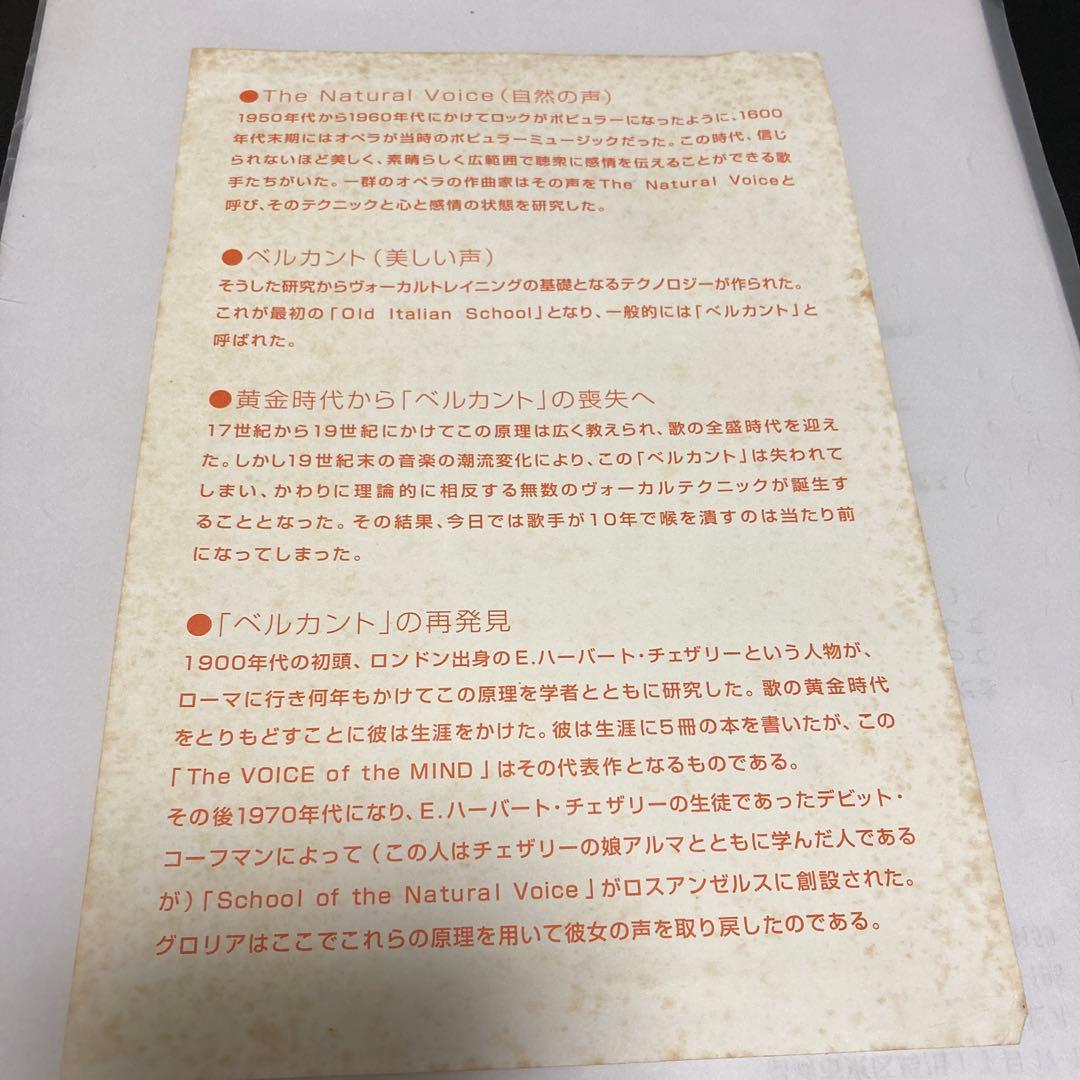 ●The Natural Voice(自然の声)
1950年代から1960年代にかけてロックがポピュラーになったように、1600
年代末期にはオペラが当時のポピュラーミュージックだった。この時代、信じ
られないほど美しく、素晴らしく広範囲で聴衆に感情を伝えることができる歌
手たちがいた。一群のオペラの作曲家はその声をThe Natural Voiceと
呼び、そのテクニックと心と感情の状態を研究した。
●ベルカント(美しい声)
そうした研究からヴォーカルトレイニングの基礎となるテクノロジーが作られた。
これが最初の「Old Italian School」となり、一般的には「ベルカント」と
呼ばれた。
●黄金時代から「ベルカント」の喪失へ
17世紀から19世紀にかけてこの原理は広く教えられ、歌の全盛時代を迎え
た。しかし19世紀末の音楽の潮流変化により、この「ベルカント」は失われて
しまい、かわりに理論的に相反する無数のヴォーカルテクニックが誕生す
ることとなった。その結果、今日では歌手が10年で喉を潰すのは当たり前
になってしまった。
●「ベルカント」の再発見
1900年代の初頭、ロンドン出身のE.ハーバート・チェザリーという人物が、
ローマに行き何年もかけてこの原理を学者とともに研究した。歌の黄金時代
をとりもどすことに彼は生涯をかけた。彼は生涯に5冊の本を書いたが、この
「The VOICE of the MIND」はその代表作となるものである。
その後1970年代になり、E.ハーバート・チェザリーの生徒であったデビット・
コーフマンによって(この人はチェザリーの娘アルマとともに学んだ人である
が)「School of the Natural Voice」がロスアンゼルスに創設された。
グロリアはここでこれらの原理を用いて彼女の声を取り戻したのである。